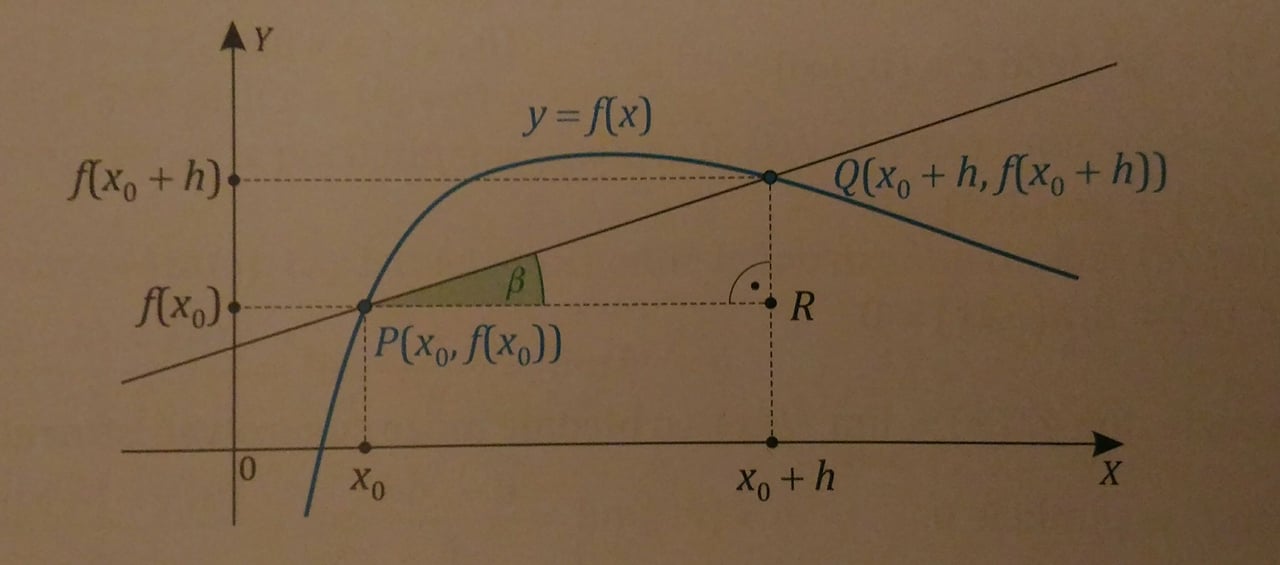 Y
y = f(x)
f(x₀ + h)
Q(x₀ + h, f(x₀ + h))
β
f(x₀)
R
P(x₀, f(x₀))
0
x₀
x₀ + h
X